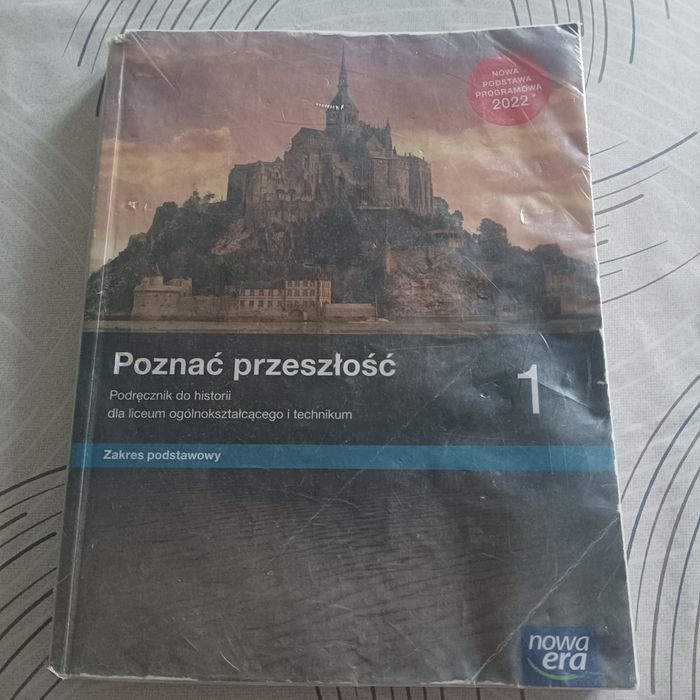 NOWA
PODSTAWA
PROGRAMOWA
2022
Poznać przeszłość
1
Podręcznik do historii
dla liceum ogólnokształcącego i technikum
Zakres podstawowy
nowa
era